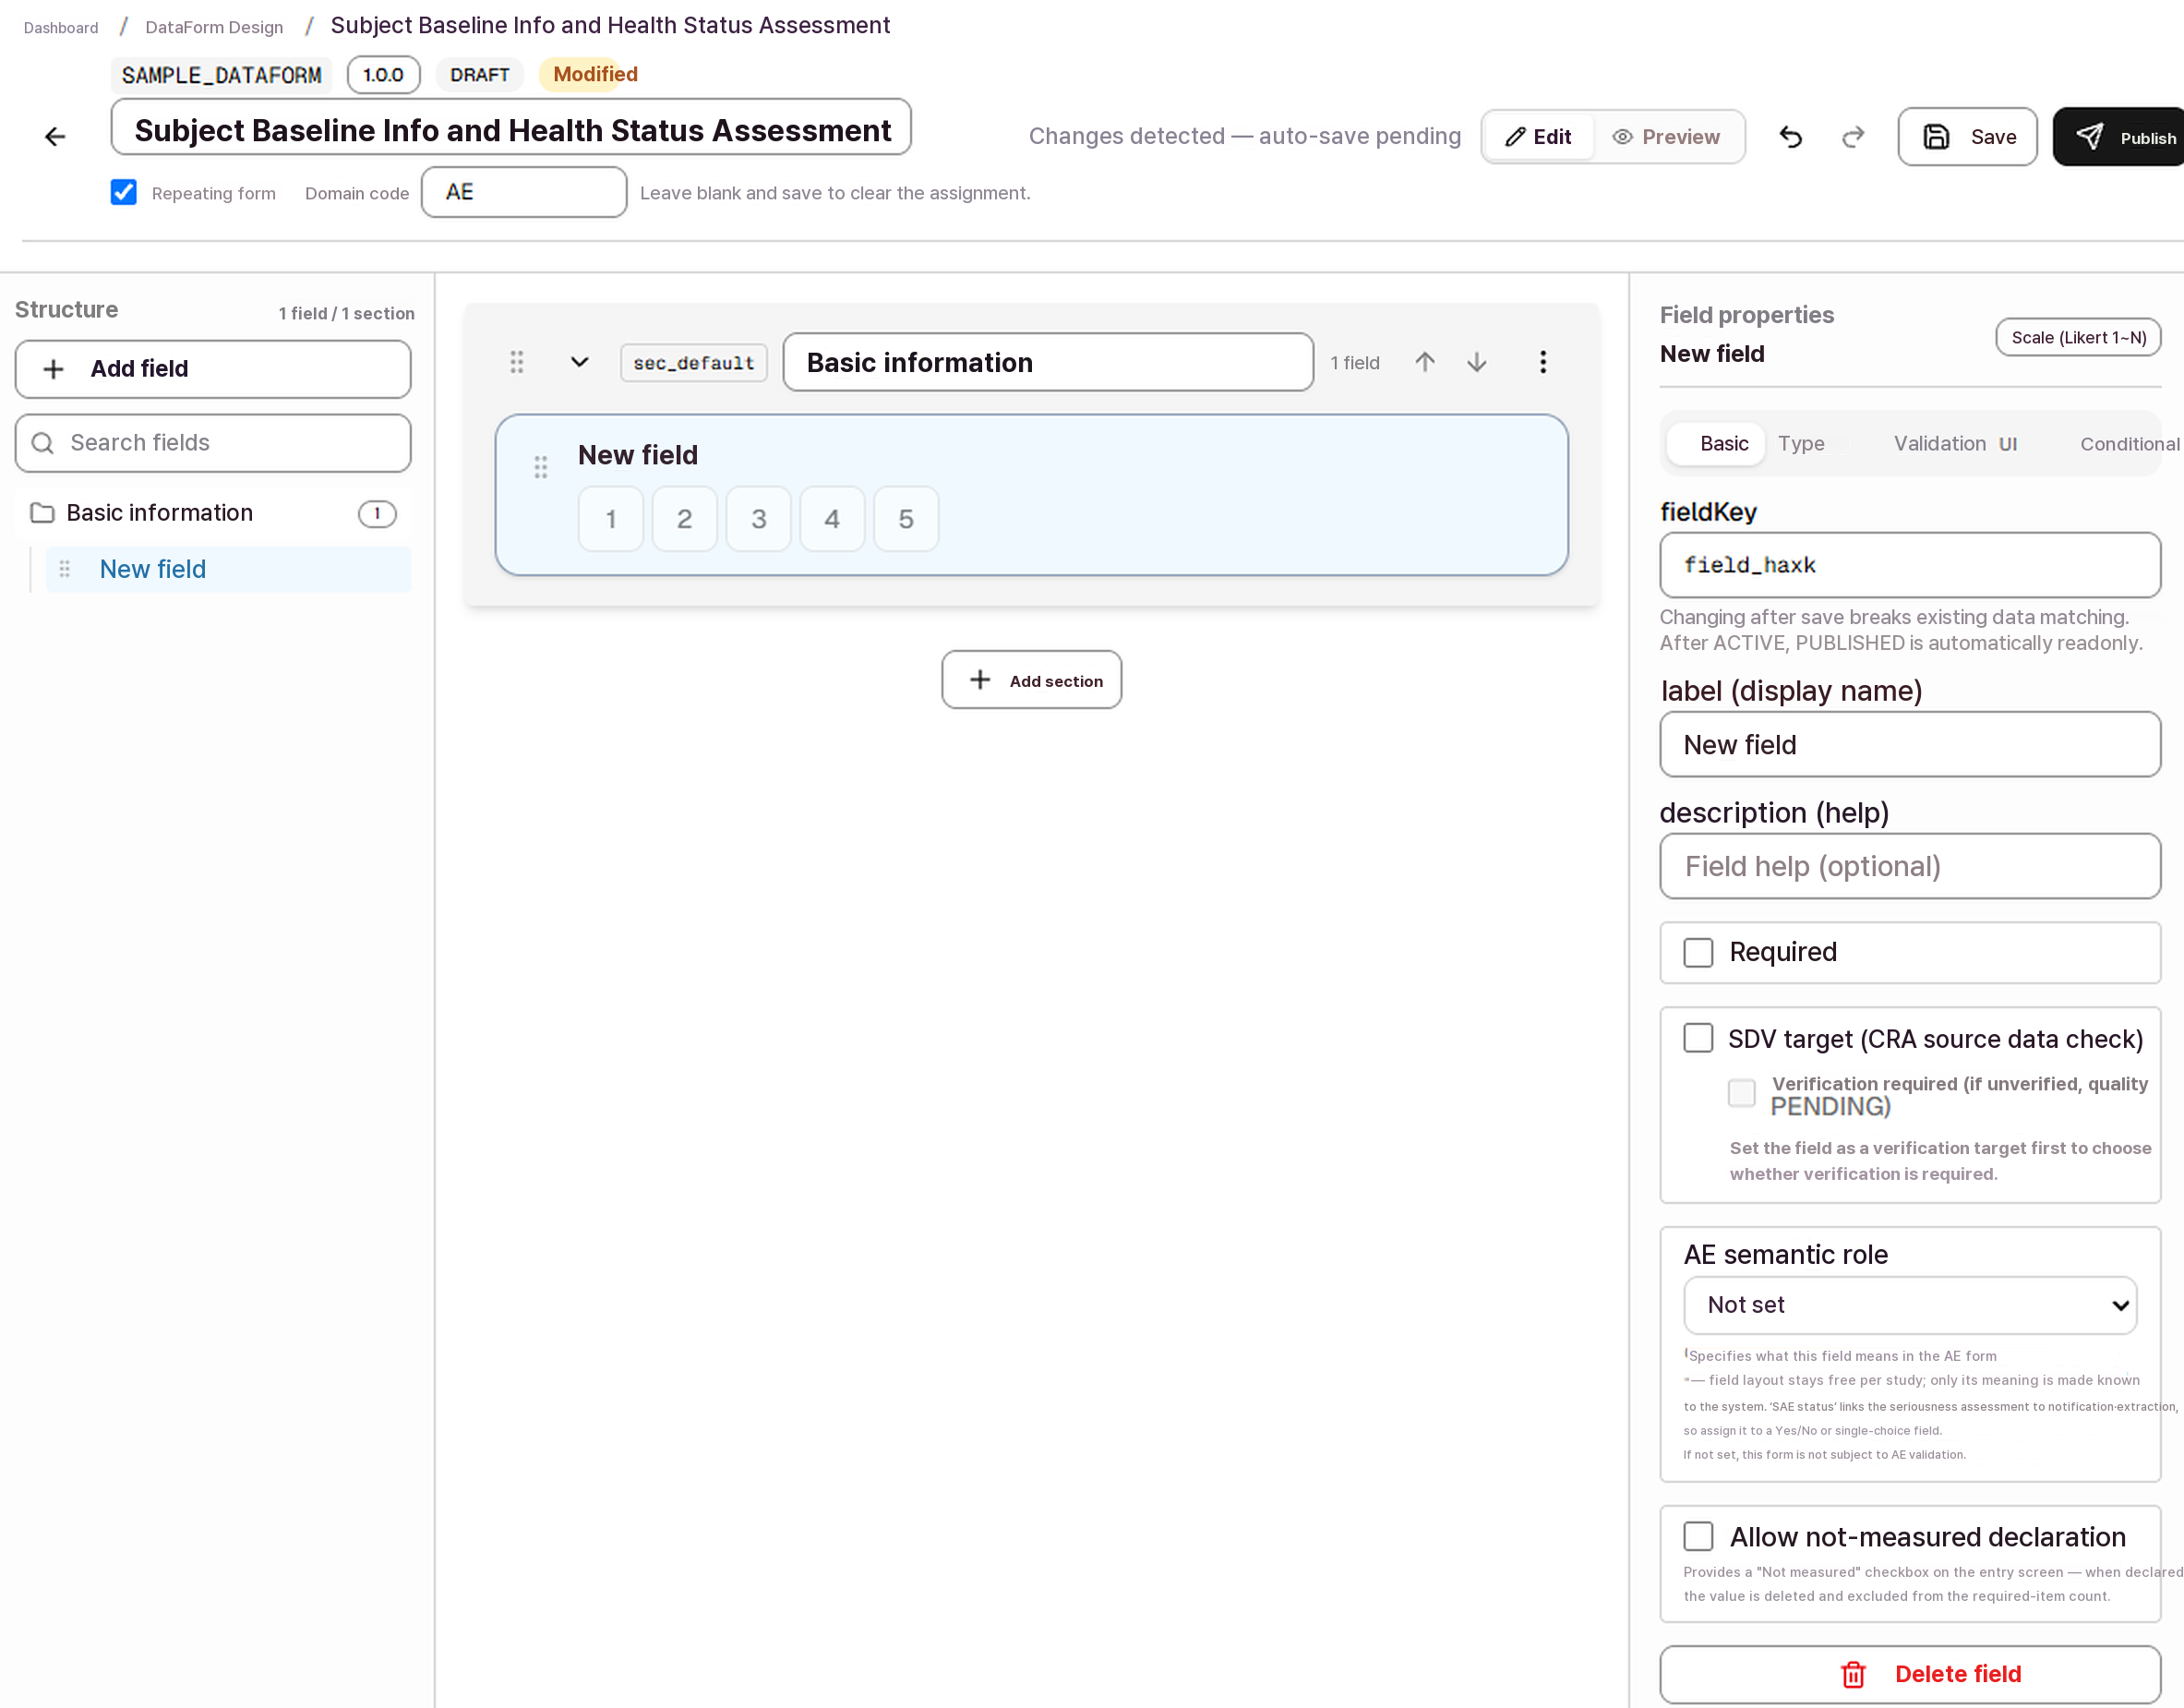 Dashboard / DataForm Design / Subject Baseline Info and Health Status Assessment
SAMPLE_DATAFORM 1.0.0 DRAFT Modified
Subject Baseline Info and Health Status Assessment
Changes detected — auto-save pending Edit Preview Save Publish
Repeating form Domain code AE Leave blank and save to clear the assignment.
Structure 1 field / 1 section
Add field
Search fields
Basic information 1
New field
sec_default Basic information 1 field
New field
1 2 3 4 5
Add section
Field properties
New field
Scale (Likert 1~N)
Basic Type Validation UI Conditional
fieldKey
field_haxk
Changing after save breaks existing data matching.
After ACTIVE, PUBLISHED is automatically readonly.
label (display name)
New field
description (help)
Field help (optional)
Required
SDV target (CRA source data check)
Verification required (if unverified, quality
PENDING)
Set the field as a verification target first to choose
whether verification is required.
AE semantic role
Not set
Specifies what this field means in the AE form
— field layout stays free per study; only its meaning is made known
to the system. 'SAE status' links the seriousness assessment to notification·extraction,
so assign it to a Yes/No or single-choice field.
If not set, this form is not subject to AE validation.
Allow not-measured declaration
Provides a "Not measured" checkbox on the entry screen — when declared
the value is deleted and excluded from the required-item count.
Delete field